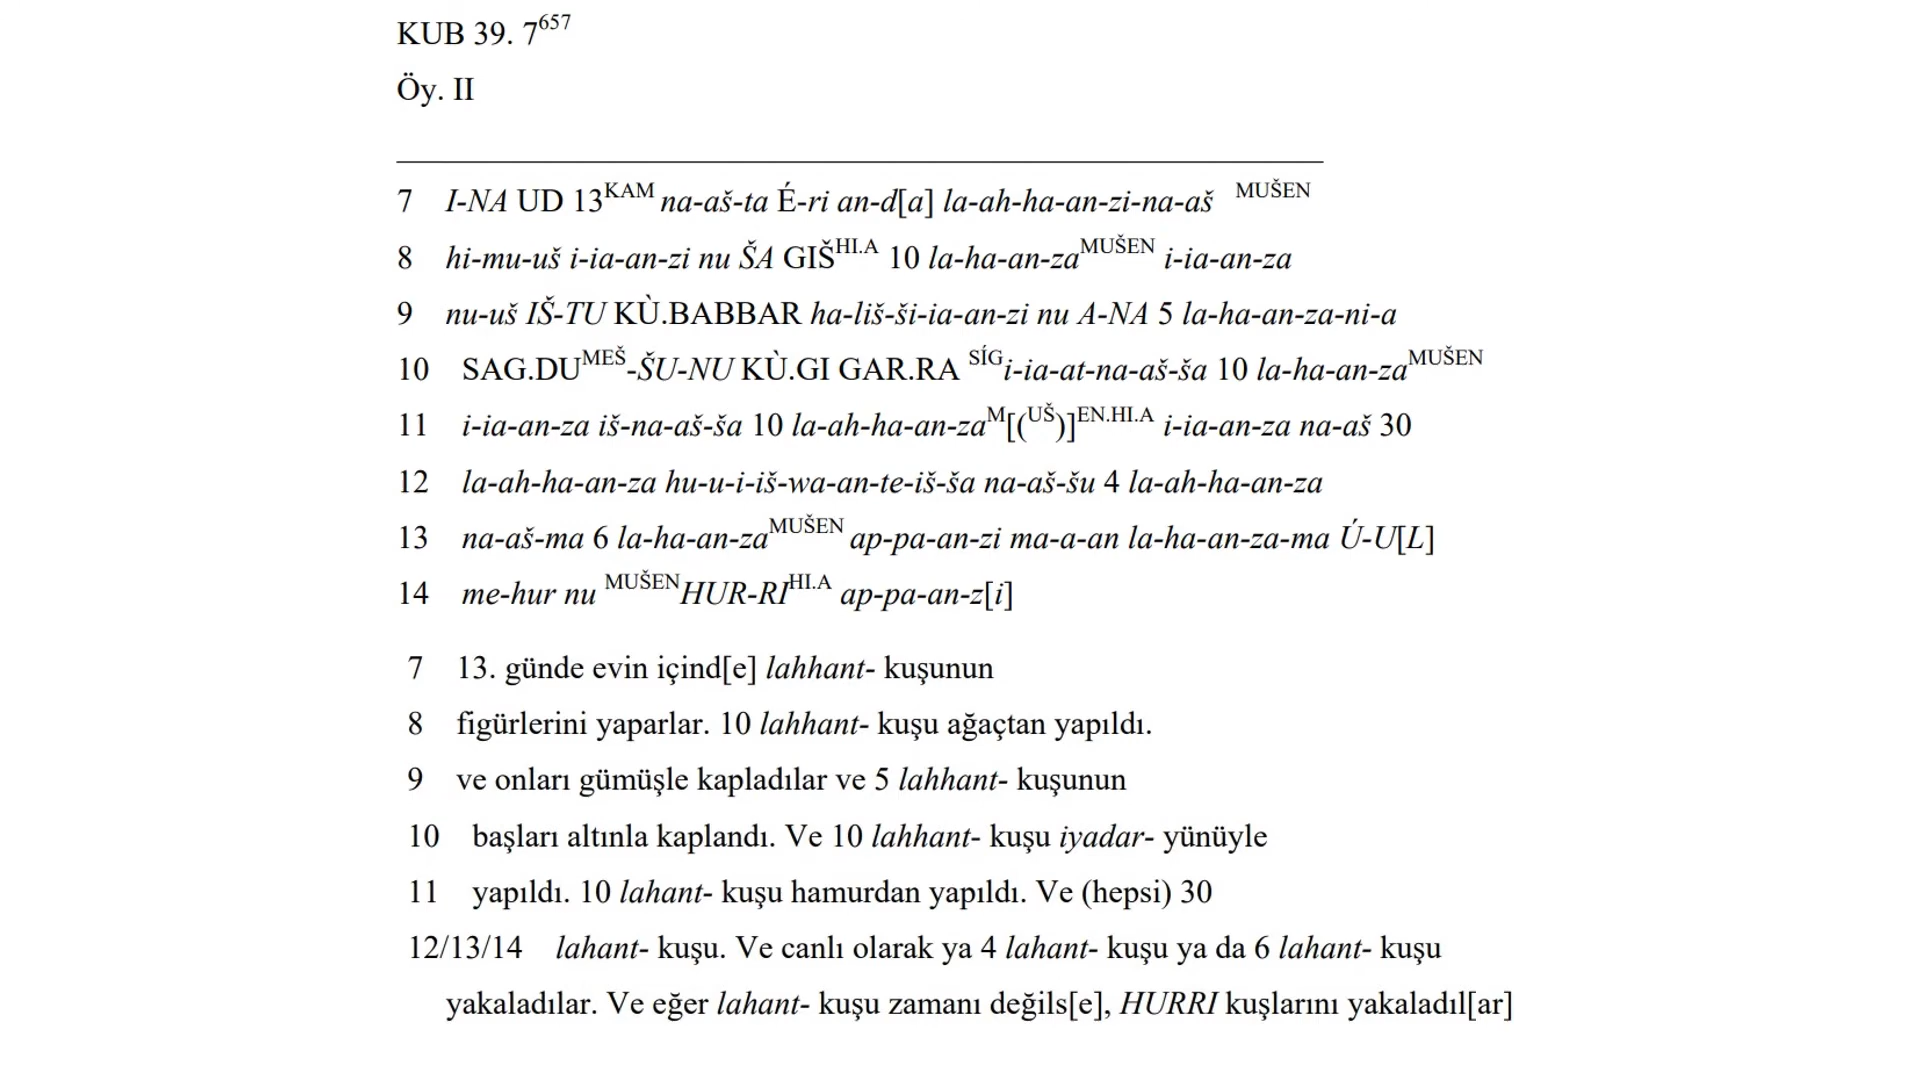 KUB 39. 7657
Öy. II
7 I-NA UD 13KAM na-aš-ta É-ri an-d[a] la-ah-ha-an-zi-na-aš MUŠEN
8 hi-mu-uš i-ia-an-zi nu ŠA GIŠHI.A 10 la-ha-an-zaMUŠEN i-ia-an-za
9 nu-uš IŠ-TU KÙ.BABBAR ha-liš-ši-ia-an-zi nu A-NA 5 la-ha-an-za-ni-a
10 SAG.DUMEŠ-ŠU-NU KÙ.GI GAR.RA SÍGi-ia-at-na-aš-ša 10 la-ha-an-zaMUŠEN
11 i-ia-an-za iš-na-aš-ša 10 la-ah-ha-an-zaM[(UŠ)]EN.HI.A i-ia-an-za na-aš 30
12 la-ah-ha-an-za hu-u-i-iš-wa-an-te-iš-ša na-aš-šu 4 la-ah-ha-an-za
13 na-aš-ma 6 la-ha-an-zaMUŠEN ap-pa-an-zi ma-a-an la-ha-an-za-ma Ú-U[L]
14 me-hur nu MUŠENHUR-RIHI.A ap-pa-an-z[i]
7 13. günde evin içind[e] lahhant- kuşunun
8 figürlerini yaparlar. 10 lahhant- kuşu ağaçtan yapıldı.
9 ve onları gümüşle kapladılar ve 5 lahhant- kuşunun
10 başları altınla kaplandı. Ve 10 lahhant- kuşu iyadar- yünüyle
11 yapıldı. 10 lahant- kuşu hamurdan yapıldı. Ve (hepsi) 30
12/13/14 lahant- kuşu. Ve canlı olarak ya 4 lahant- kuşu ya da 6 lahant- kuşu
yakaladılar. Ve eğer lahant- kuşu zamanı değils[e], HURRI kuşlarını yakaladıl[ar]